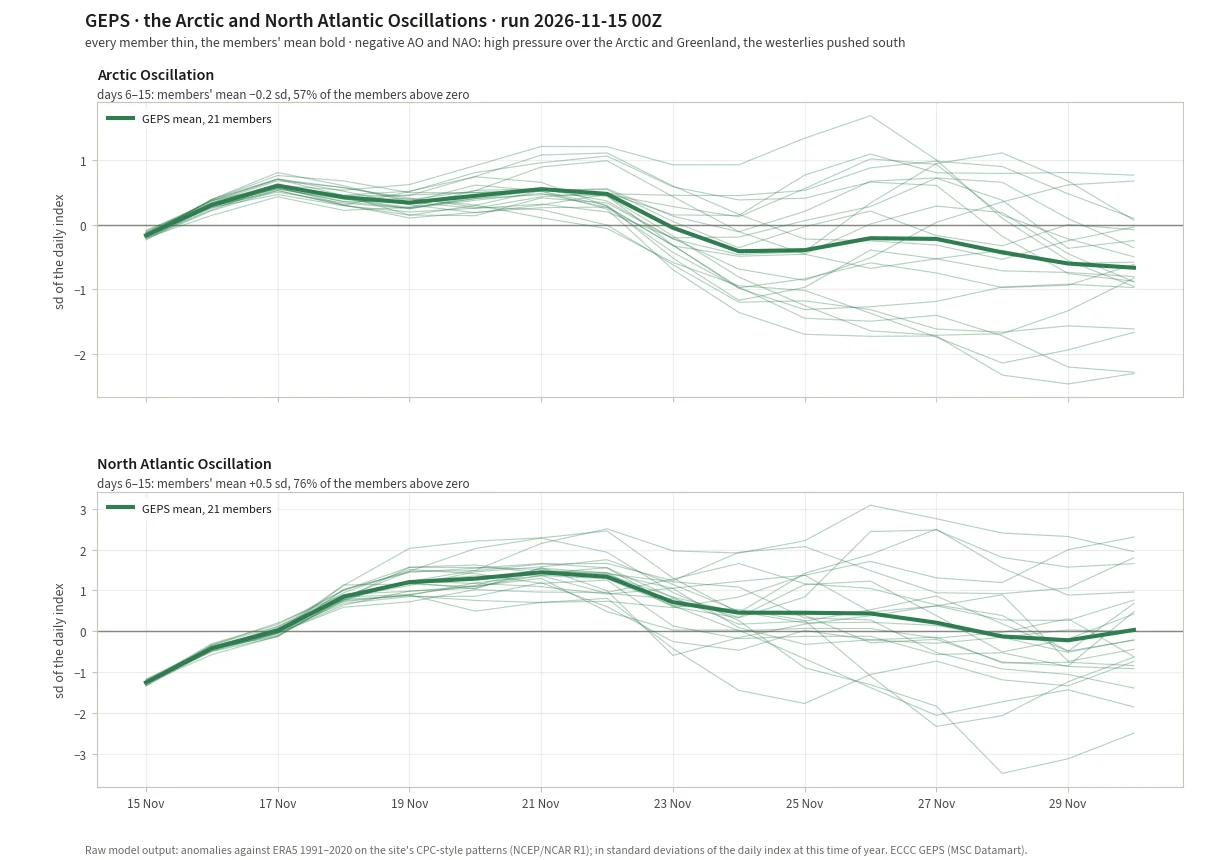 GEPS · the Arctic and North Atlantic Oscillations · run 2026-11-15 00Z
every member thin, the members' mean bold · negative AO and NAO: high pressure over the Arctic and Greenland, the westerlies pushed south
Arctic Oscillation
days 6–15: members' mean −0.2 sd, 57% of the members above zero
GEPS mean, 21 members
1
0
−1
−2
sd of the daily index
North Atlantic Oscillation
days 6–15: members' mean +0.5 sd, 76% of the members above zero
GEPS mean, 21 members
3
2
1
0
−1
−2
−3
sd of the daily index
15 Nov 17 Nov 19 Nov 21 Nov 23 Nov 25 Nov 27 Nov 29 Nov
Raw model output: anomalies against ERA5 1991–2020 on the site's CPC-style patterns (NCEP/NCAR R1); in standard deviations of the daily index at this time of year. ECCC GEPS (MSC Datamart).